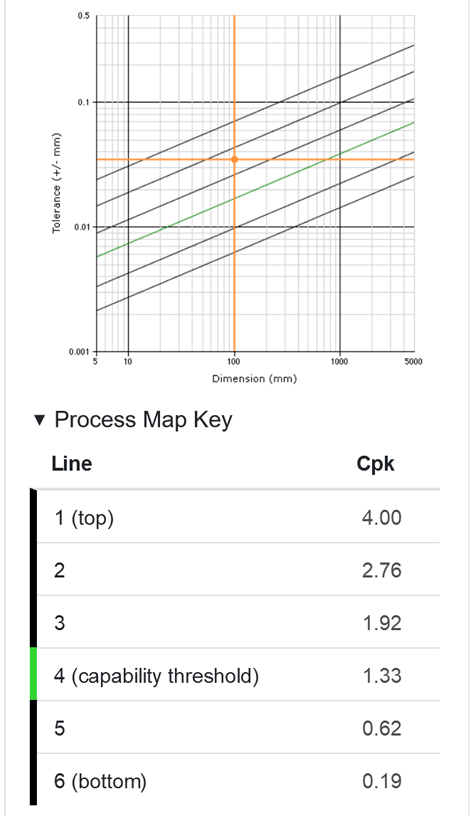 0.5
0.1
0.01
0.001
Tolerance (+/- mm)
5 10 100 1000 5000
Dimension (mm)
▼ Process Map Key
Line Cpk
1 (top) 4.00
2 2.76
3 1.92
4 (capability threshold) 1.33
5 0.62
6 (bottom) 0.19